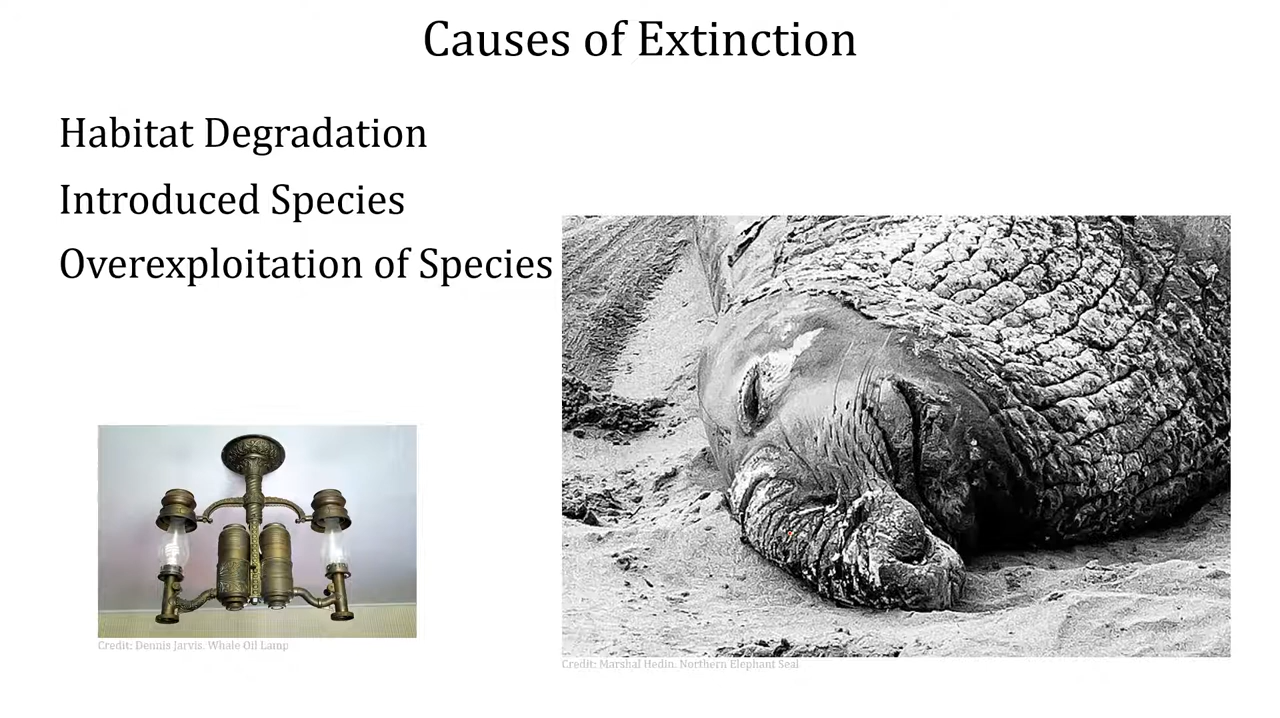 Causes of Extinction
Habitat Degradation
Introduced Species
Overexploitation of Species
Credit: Dennis Jarvis. Whale Oil Lamp
Credit: Marshal Hedin. Northern Elephant Seal